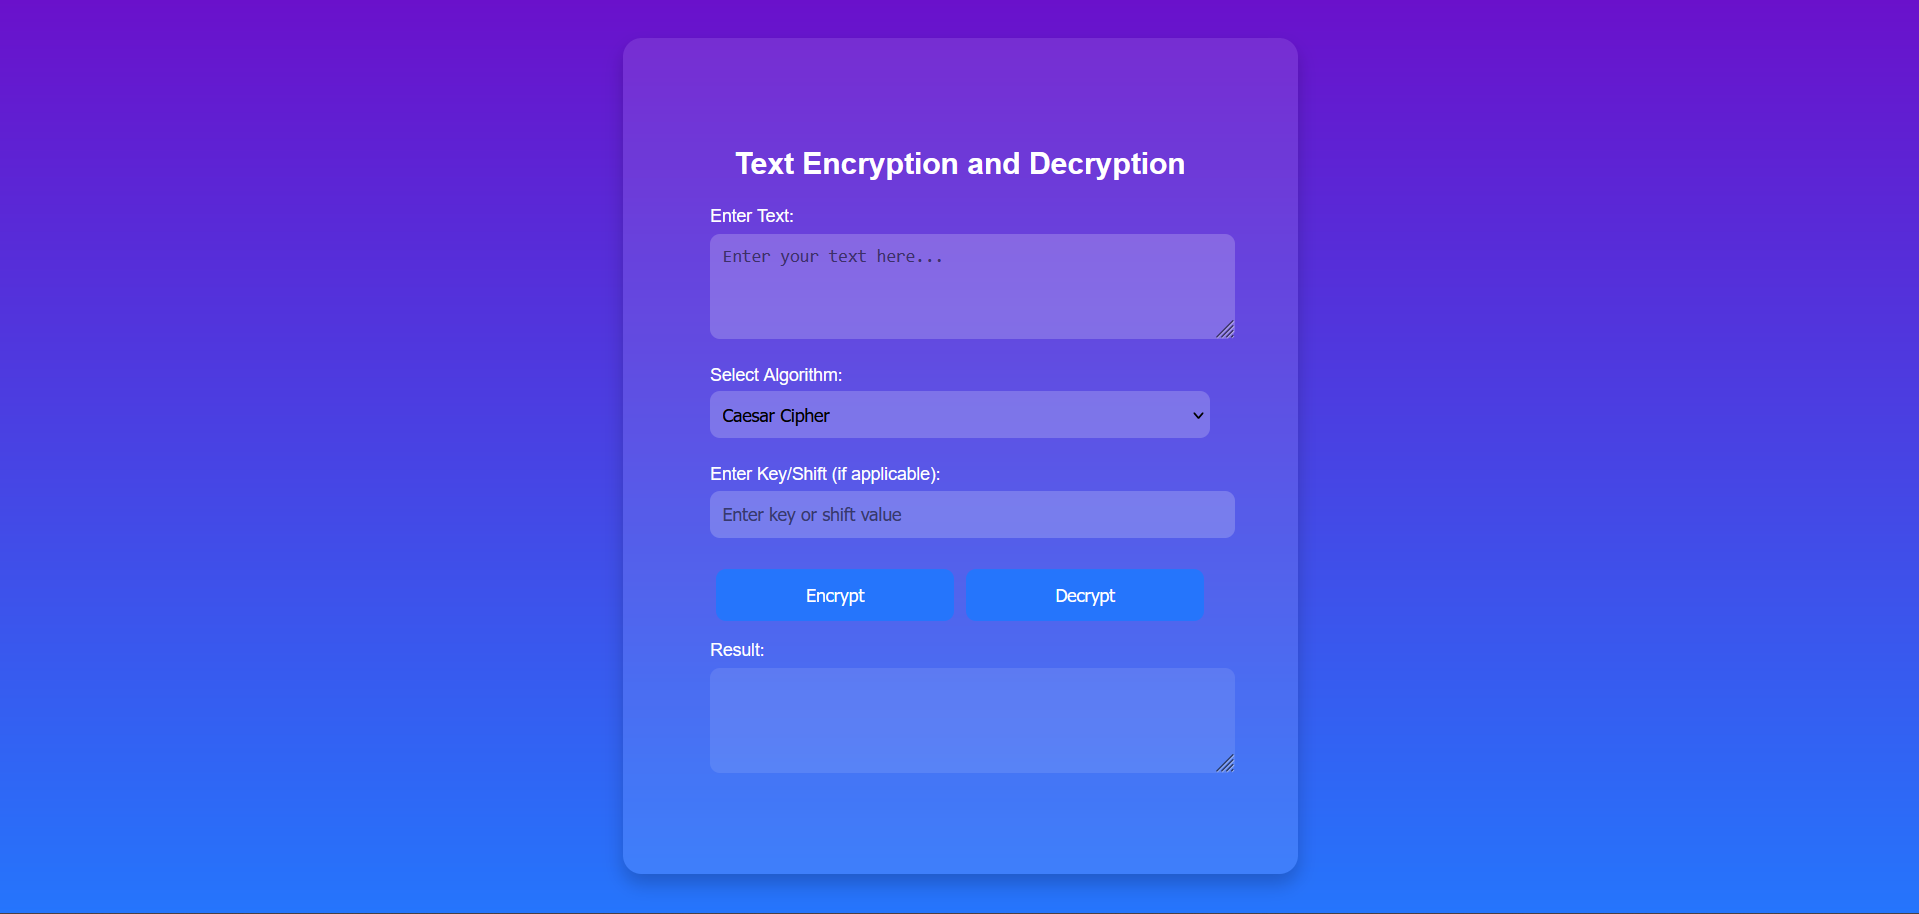 Text Encryption and Decryption
Enter Text:
Enter your text here...
Select Algorithm:
Caesar Cipher
Enter Key/Shift (if applicable):
Enter key or shift value
Encrypt Decrypt
Result: